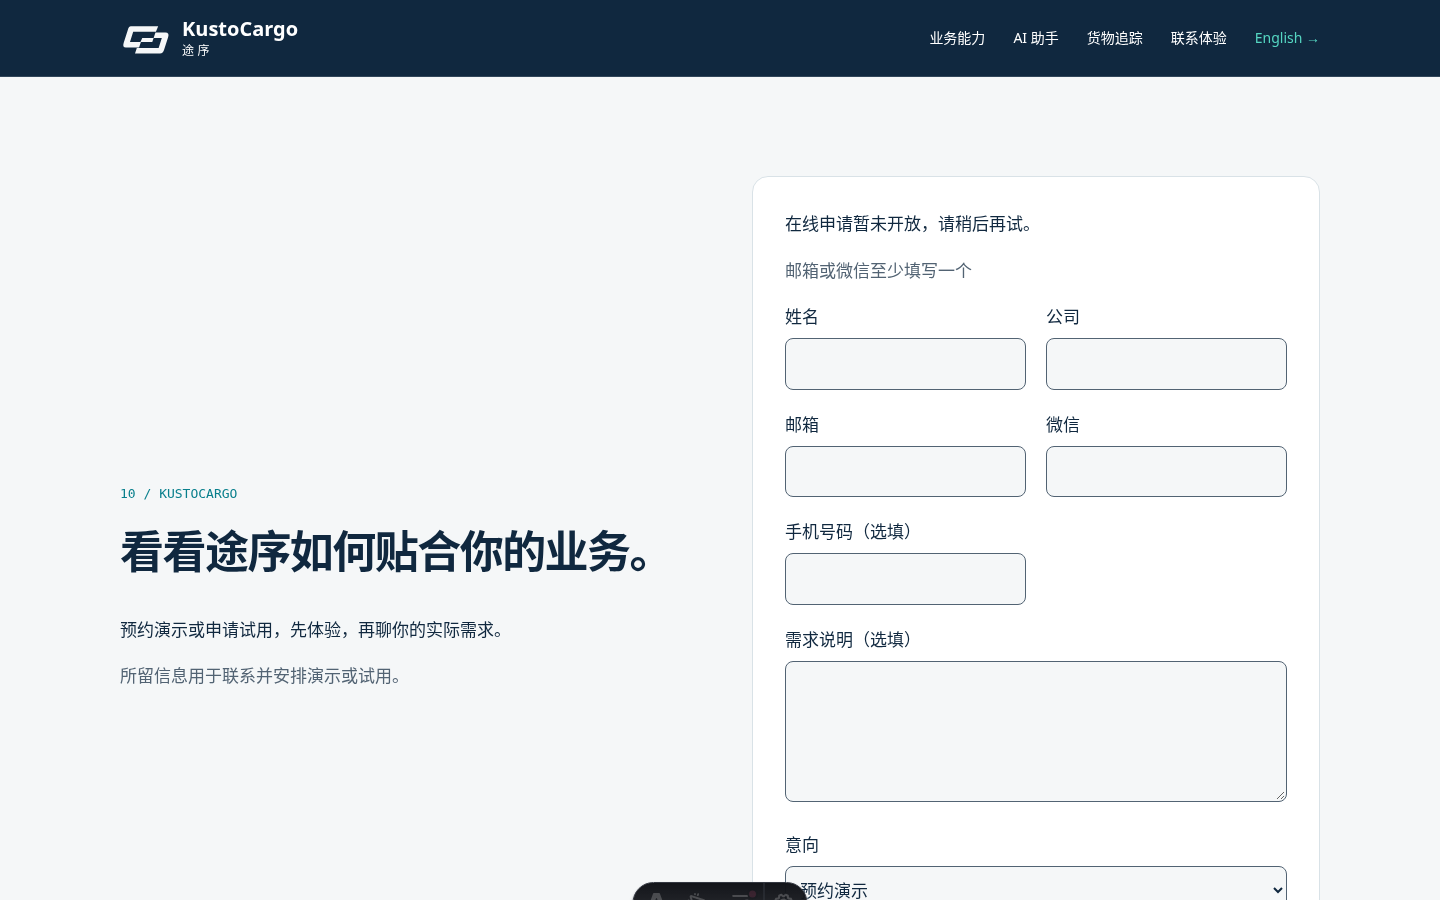 KustoCargo
途序
业务能力
AI 助手
货物追踪
联系体验
English →
10 / KUSTOCARGO
看看途序如何贴合你的业务。
预约演示或申请试用，先体验，再聊你的实际需求。
所留信息用于联系并安排演示或试用。
在线申请暂未开放，请稍后再试。
邮箱或微信至少填写一个
姓名
公司
邮箱
微信
手机号码（选填）
需求说明（选填）
意向
预约演示